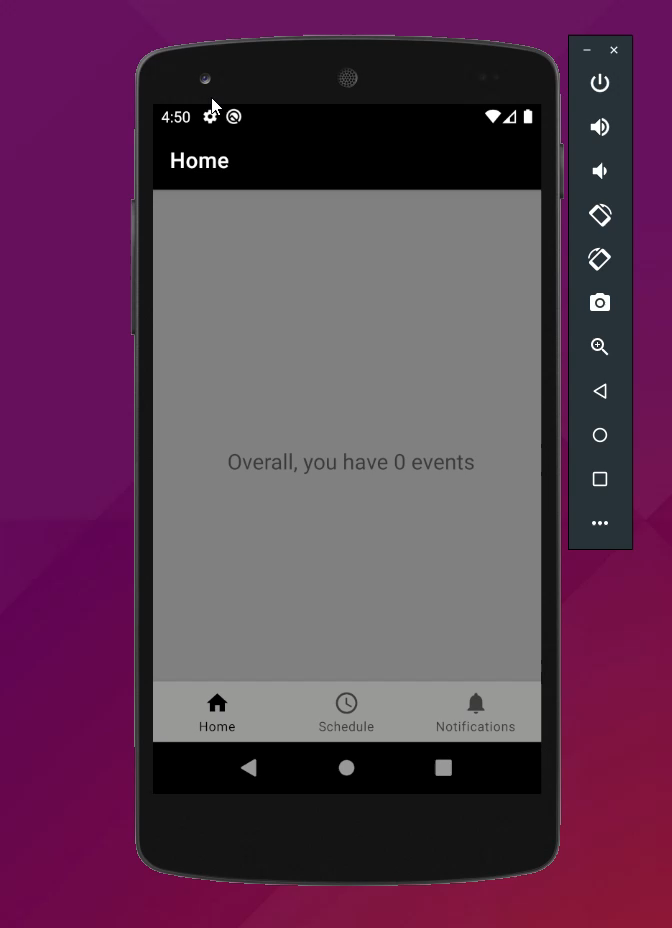 4:50
Home
Overall, you have 0 events
Home
Schedule
Notifications